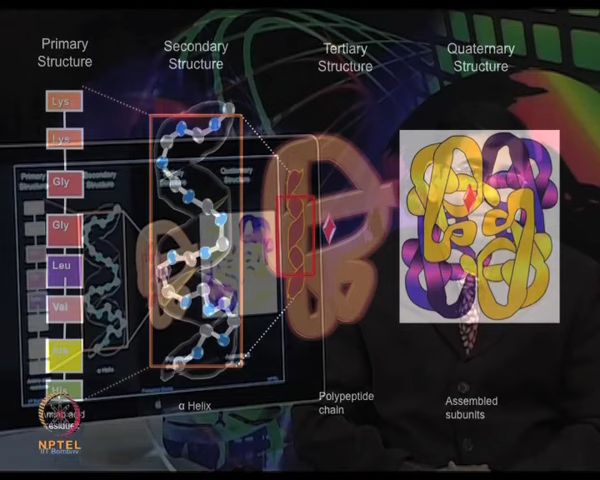 Primary
Structure
Secondary
Structure
Tertiary
Structure
Quaternary
Structure
Lys
Lys
Gly
Gly
Leu
Val
His
α Helix
Polypeptide
chain
Assembled
subunits
NPTEL
IIT Bombay